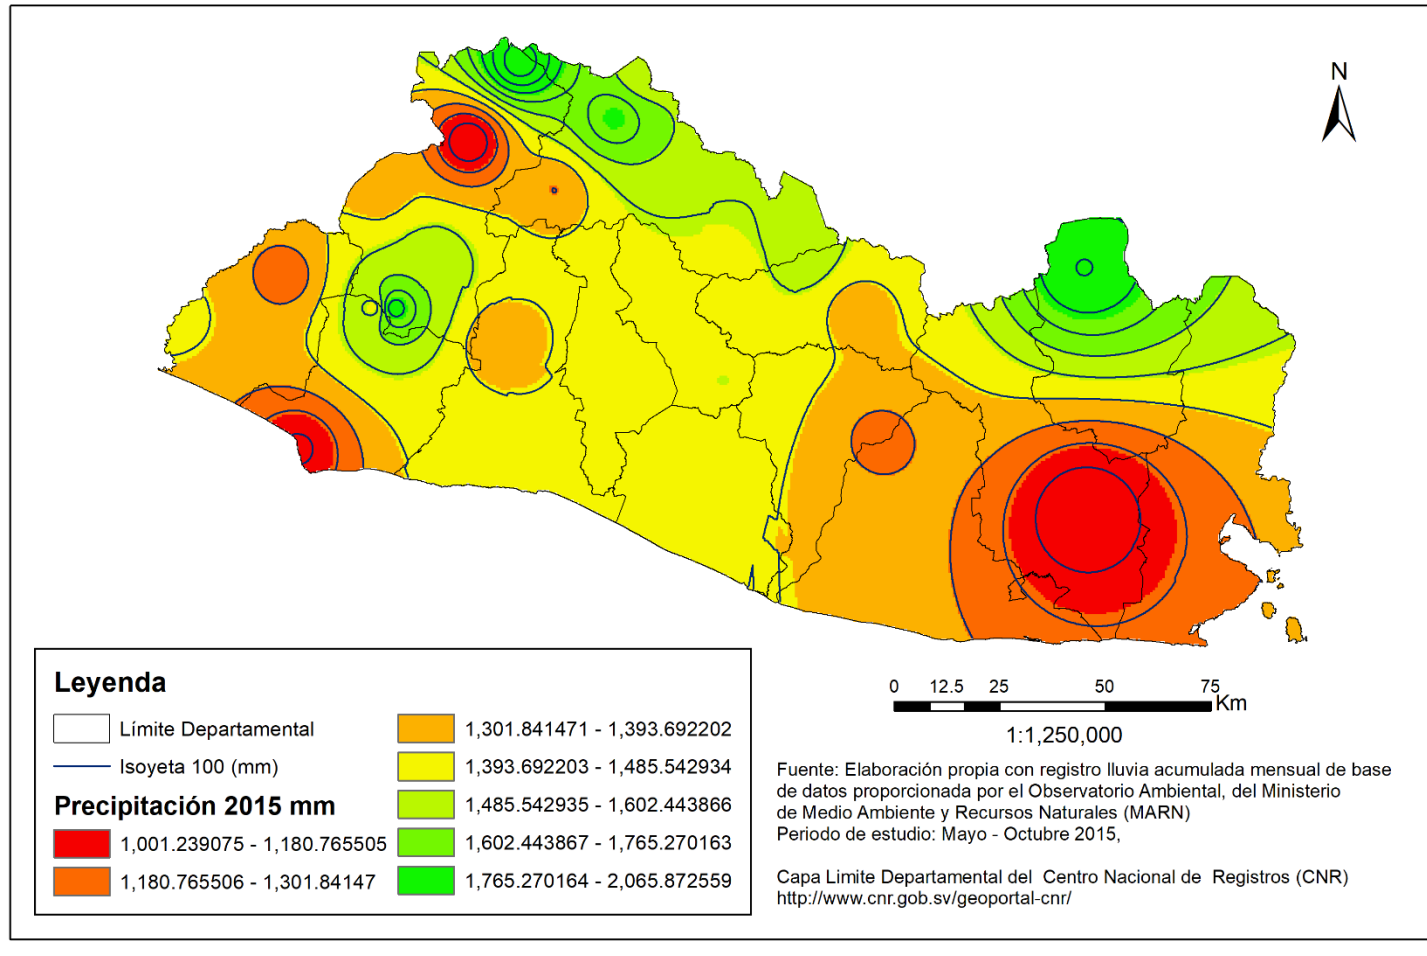 N
0 12.5 25 50 75
Km
1:1,250,000
Leyenda
Límite Departamental
Isoyeta 100 (mm)
Precipitación 2015 mm
1,001.239075 - 1,180.765505
1,180.765506 - 1,301.84147
1,301.841471 - 1,393.692202
1,393.692203 - 1,485.542934
1,485.542935 - 1,602.443866
1,602.443867 - 1,765.270163
1,765.270164 - 2,065.872559
Fuente: Elaboración propia con registro lluvia acumulada mensual de base
de datos proporcionada por el Observatorio Ambiental, del Ministerio
de Medio Ambiente y Recursos Naturales (MARN)
Periodo de estudio: Mayo - Octubre 2015,
Capa Limite Departamental del Centro Nacional de Registros (CNR)
http://www.cnr.gob.sv/geoportal-cnr/